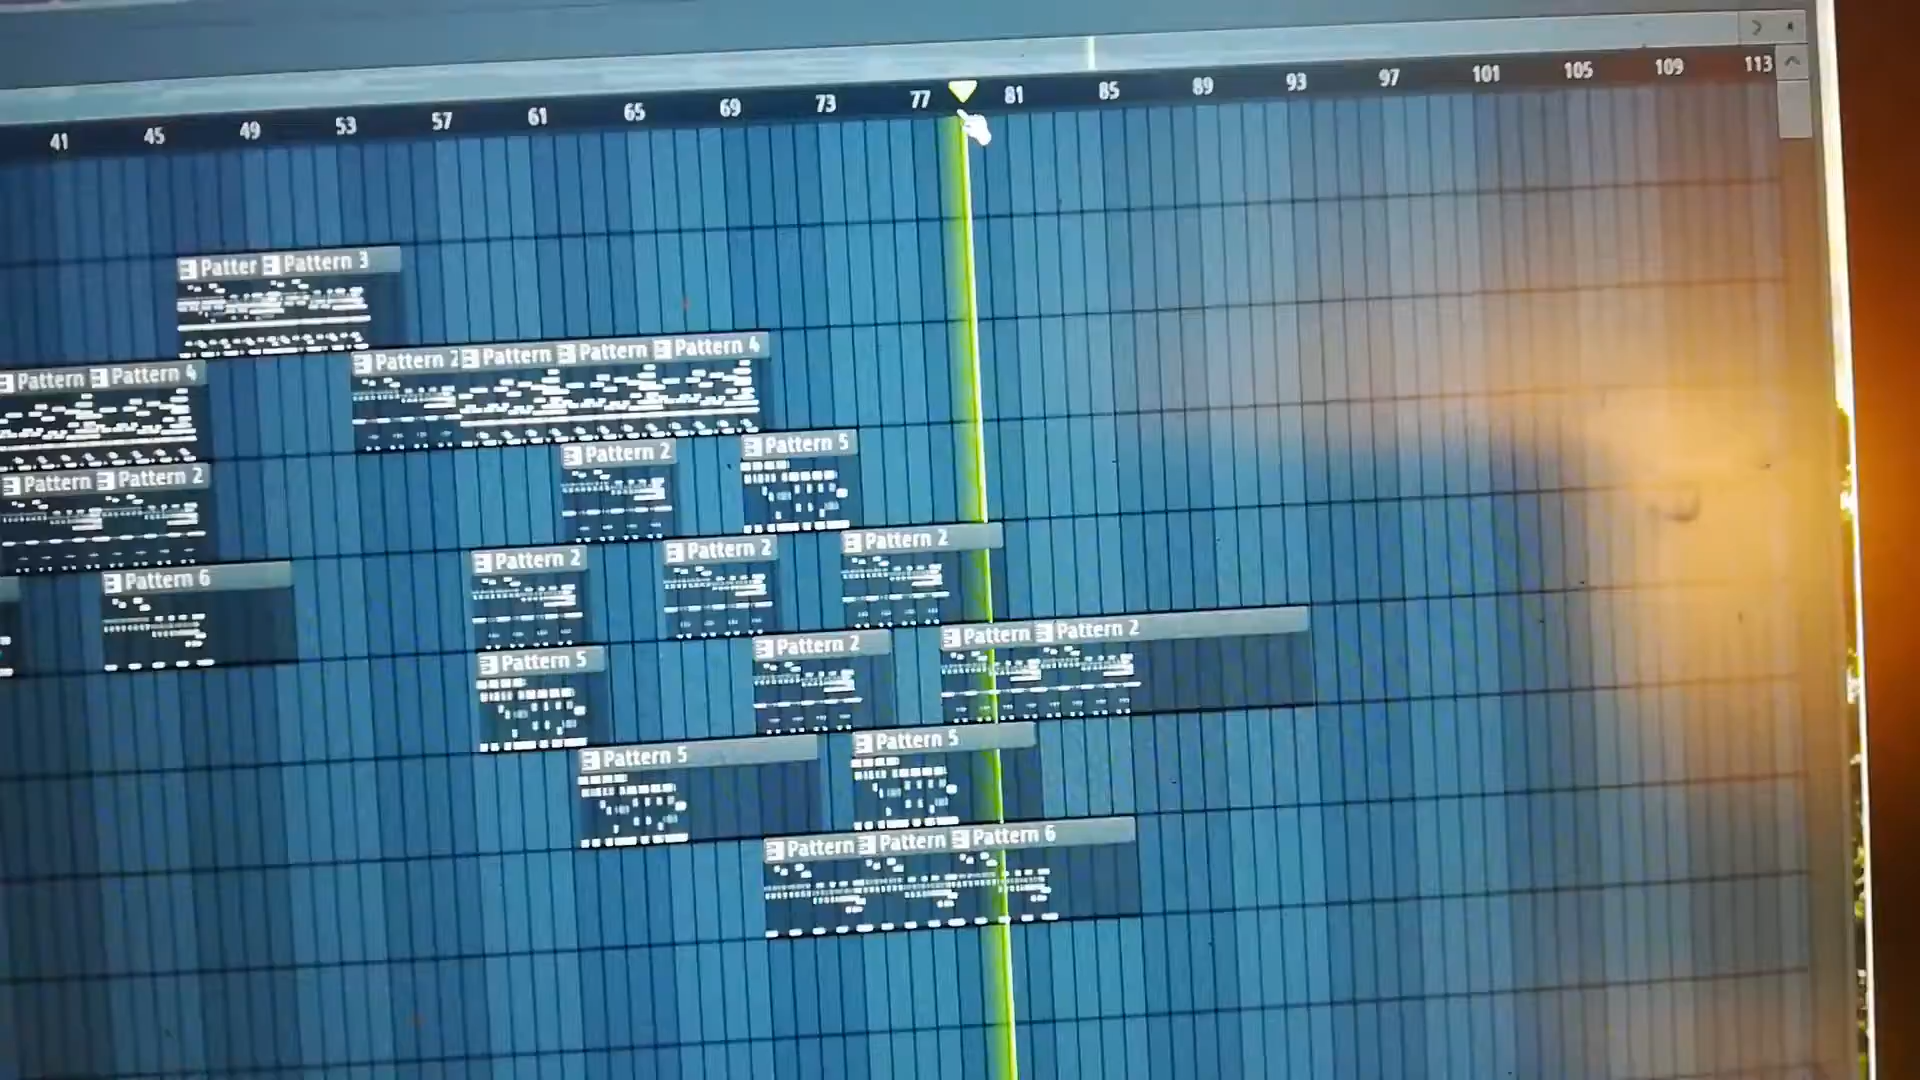 41 45 49 53 57 61 65 69 73 77 81 85 89 93 97 101 105 109 113
Patter Pattern 3
Pattern 2 Pattern Pattern Pattern 4
Pattern Pattern 4
Pattern 2 Pattern 5
Pattern Pattern 2
Pattern 2 Pattern 2 Pattern 2
Pattern 6
Pattern 5 Pattern 2 Pattern Pattern 2
Pattern 5 Pattern 5
Pattern Pattern Pattern 6